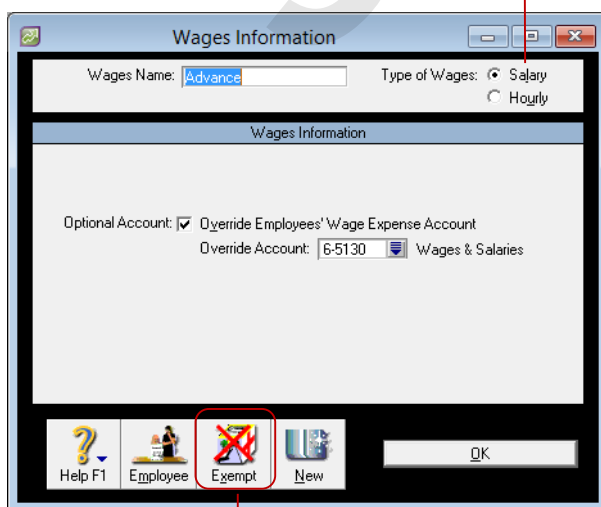 Wages Information
Wages Name: Advance Type of Wages: Salary
Hourly
Wages Information
Optional Account: Override Employees' Wage Expense Account
Override Account: 6-5130 Wages & Salaries
Help F1 Employee Exempt New OK